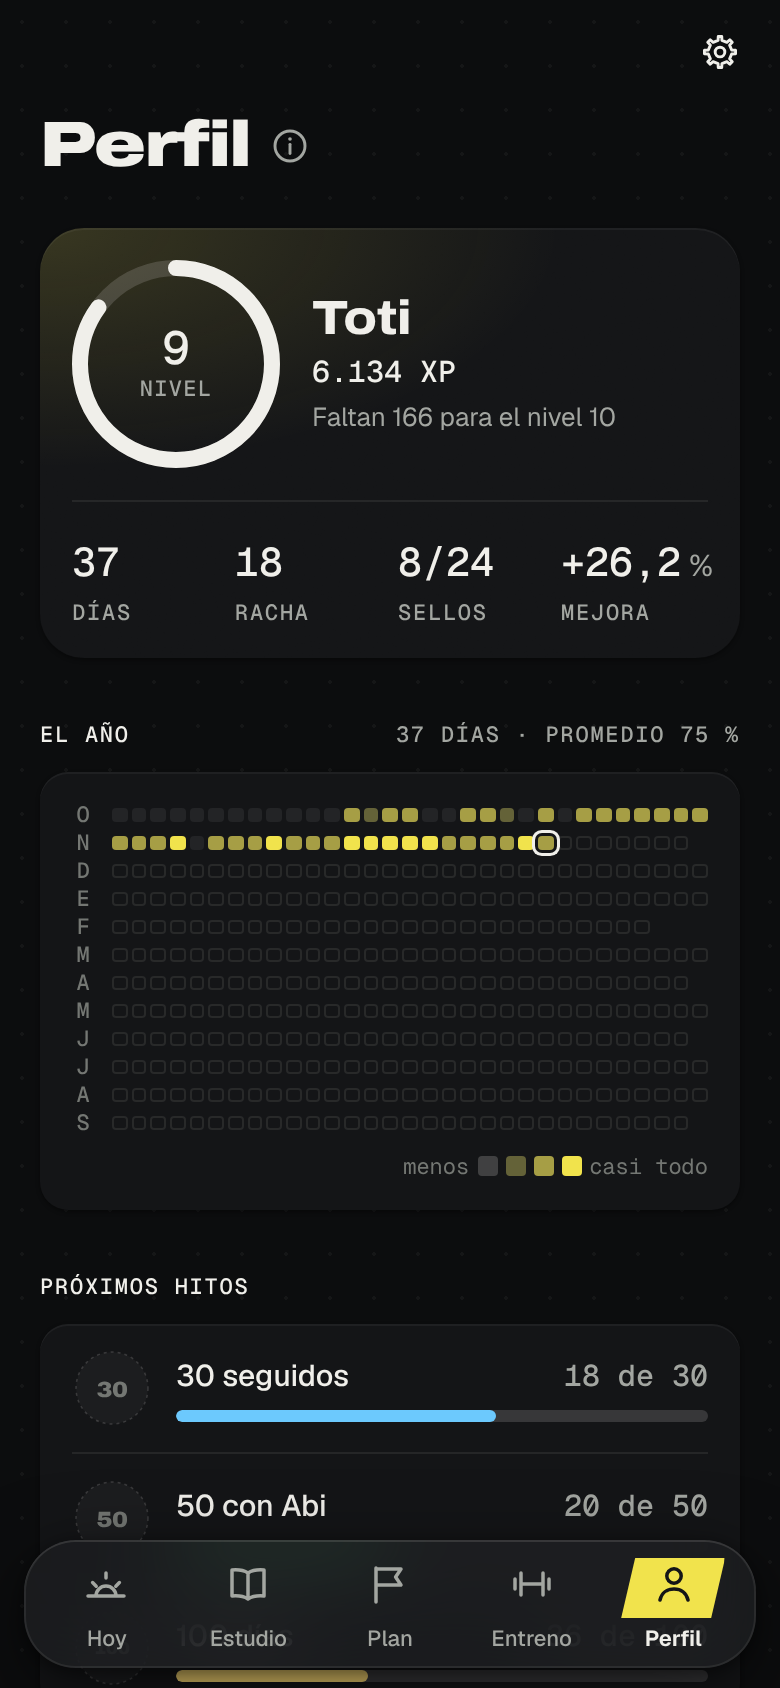 Perfil
9
NIVEL
Toti
6.134 XP
Faltan 166 para el nivel 10
37
DÍAS
18
RACHA
8/24
SELLOS
+26,2 %
MEJORA
EL AÑO
37 DÍAS · PROMEDIO 75 %
O
N
D
E
F
M
A
M
J
J
A
S
menos
casi todo
PRÓXIMOS HITOS
30
30 seguidos
18 de 30
50
50 con Abi
20 de 50
Hoy
Estudio
Plan
Entreno
Perfil